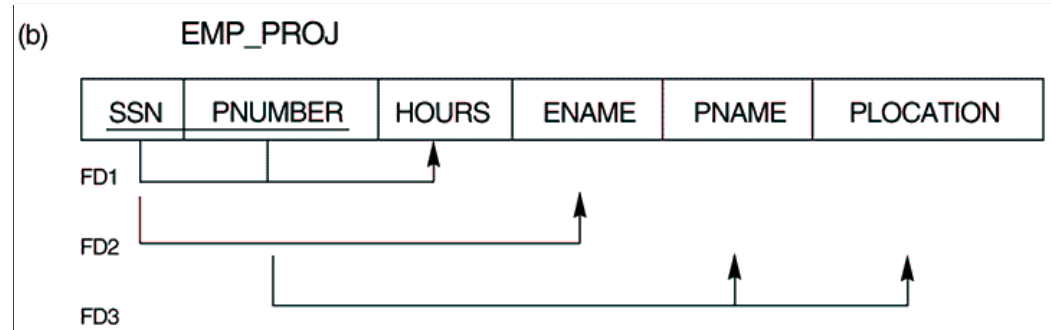 (b) EMP_PROJ
SSN PNUMBER HOURS ENAME PNAME PLOCATION
FD1
FD2
FD3